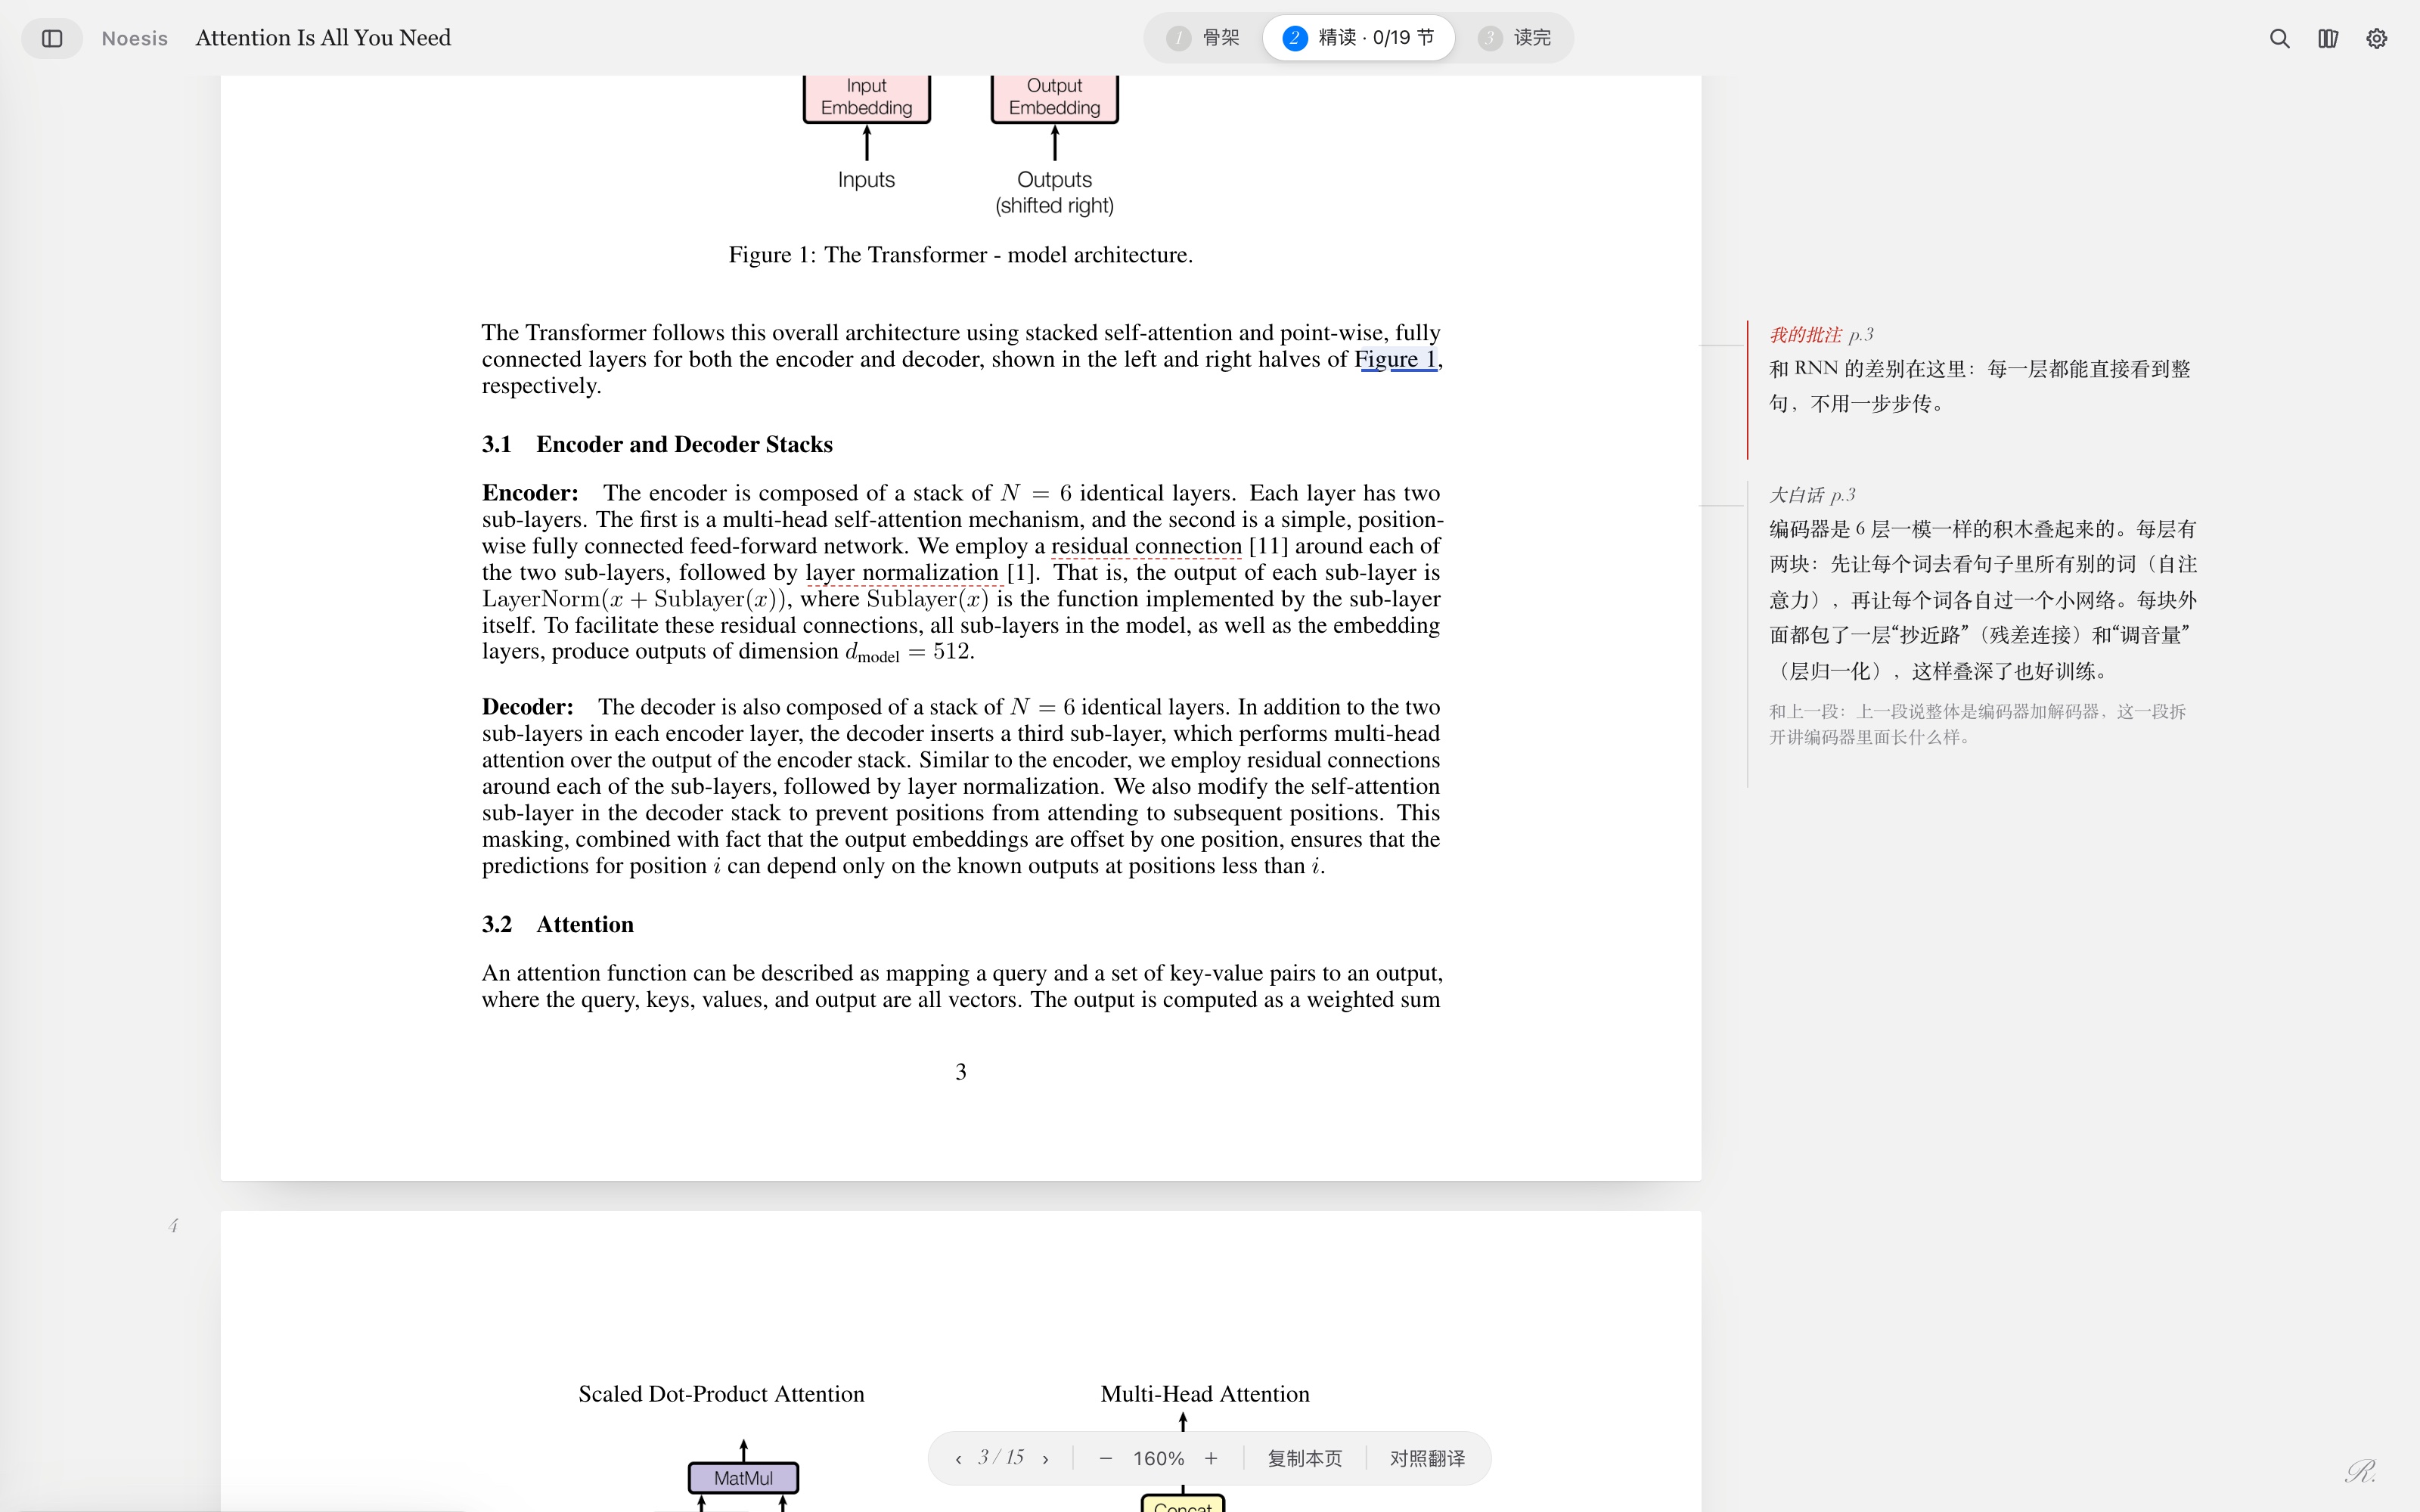 Noesis Attention Is All You Need 1 骨架 2 精读 · 0/19 节 3 读完
Input Embedding
Output Embedding
Inputs
Outputs
(shifted right)
Figure 1: The Transformer - model architecture.
The Transformer follows this overall architecture using stacked self-attention and point-wise, fully
connected layers for both the encoder and decoder, shown in the left and right halves of Figure 1,
respectively.
3.1 Encoder and Decoder Stacks
Encoder: The encoder is composed of a stack of N = 6 identical layers. Each layer has two
sub-layers. The first is a multi-head self-attention mechanism, and the second is a simple, position-
wise fully connected feed-forward network. We employ a residual connection [11] around each of
the two sub-layers, followed by layer normalization [1]. That is, the output of each sub-layer is
LayerNorm(x + Sublayer(x)), where Sublayer(x) is the function implemented by the sub-layer
itself. To facilitate these residual connections, all sub-layers in the model, as well as the embedding
layers, produce outputs of dimension dmodel = 512.
Decoder: The decoder is also composed of a stack of N = 6 identical layers. In addition to the two
sub-layers in each encoder layer, the decoder inserts a third sub-layer, which performs multi-head
attention over the output of the encoder stack. Similar to the encoder, we employ residual connections
around each of the sub-layers, followed by layer normalization. We also modify the self-attention
sub-layer in the decoder stack to prevent positions from attending to subsequent positions. This
masking, combined with fact that the output embeddings are offset by one position, ensures that the
predictions for position i can depend only on the known outputs at positions less than i.
3.2 Attention
An attention function can be described as mapping a query and a set of key-value pairs to an output,
where the query, keys, values, and output are all vectors. The output is computed as a weighted sum
3
我的批注 p.3
和 RNN 的差别在这里：每一层都能直接看到整
句，不用一步步传。
大白话 p.3
编码器是 6 层一模一样的积木叠起来的。每层有
两块：先让每个词去看句子里所有别的词（自注
意力），再让每个词各自过一个小网络。每块外
面都包了一层“抄近路”（残差连接）和“调音量”
（层归一化），这样叠深了也好训练。
和上一段：上一段说整体是编码器加解码器，这一段拆
开讲编码器里面长什么样。
4
Scaled Dot-Product Attention
Multi-Head Attention
MatMul
Concat
‹ 3 / 15 › − 160% + 复制本页 对照翻译
R.